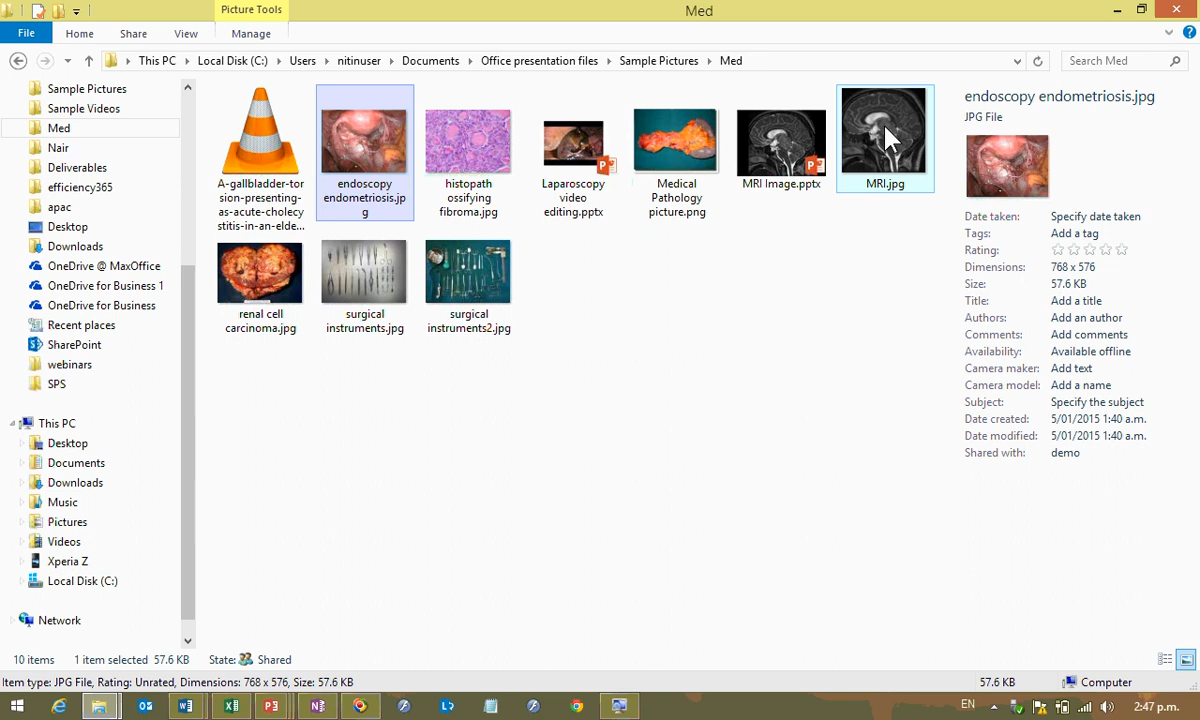 Picture Tools
Med
File
Home
Share
View
Manage
This PC
Local Disk (C:)
Users
nitinuser
Documents
Office presentation files
Sample Pictures
Med
Search Med
Sample Pictures
Sample Videos
Med
Nair
Deliverables
efficiency365
apac
Desktop
Downloads
OneDrive @ MaxOffice
OneDrive for Business 1
OneDrive for Business
Recent places
SharePoint
webinars
SPS
This PC
Desktop
Documents
Downloads
Music
Pictures
Videos
Xperia Z
Local Disk (C:)
Network
A-gallbladder-tor
sion-presenting-
as-acute-cholecy
stitis-in-an-elde...
endoscopy
endometriosis.jp
g
histopath
ossifying
fibroma.jpg
Laparoscopy
video
editing.pptx
Medical
Pathology
picture.png
MRI Image.pptx
MRI.jpg
renal cell
carcinoma.jpg
surgical
instruments.jpg
surgical
instruments2.jpg
endoscopy endometriosis.jpg
JPG File
Date taken: Specify date taken
Tags: Add a tag
Rating:
Dimensions: 768 x 576
Size: 57.6 KB
Title: Add a title
Authors: Add an author
Comments: Add comments
Availability: Available offline
Camera maker: Add text
Camera model: Add a name
Subject: Specify the subject
Date created: 5/01/2015 1:40 a.m.
Date modified: 5/01/2015 1:40 a.m.
Shared with: demo
10 items 1 item selected 57.6 KB State: Shared
Item type: JPG File, Rating: Unrated, Dimensions: 768 x 576, Size: 57.6 KB
57.6 KB
Computer
EN
2:47 p.m.